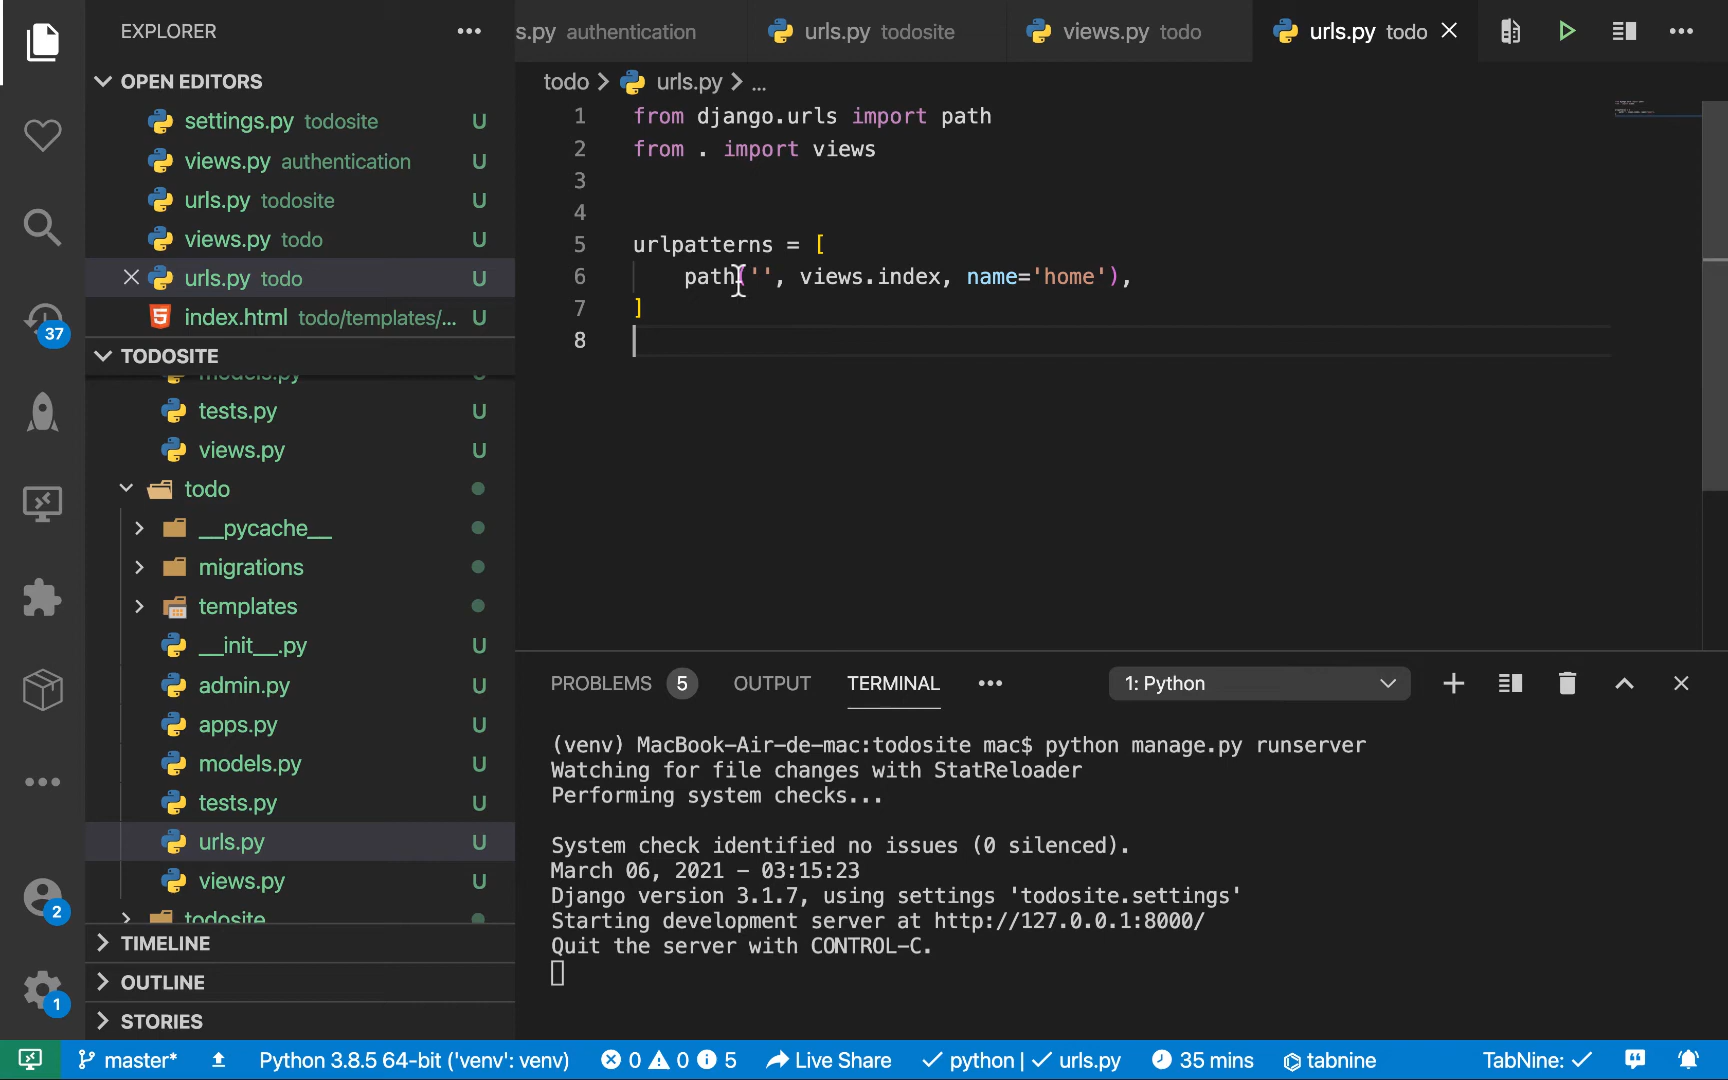 EXPLORER
OPEN EDITORS
settings.py todosite U
views.py authentication U
urls.py todosite U
views.py todo U
urls.py todo U
index.html todo/templates/... U
TODOSITE
models.py U
tests.py U
views.py U
todo
__pycache__
migrations
templates
__init__.py U
admin.py U
apps.py U
models.py U
tests.py U
urls.py U
views.py U
todosite
TIMELINE
OUTLINE
STORIES
37
2
1
s.py authentication
urls.py todosite
views.py todo
urls.py todo
todo > urls.py > ...
1 from django.urls import path
2 from . import views
3
4
5 urlpatterns = [
6 path('', views.index, name='home'),
7 ]
8
PROBLEMS 5 OUTPUT TERMINAL 1: Python
(venv) MacBook-Air-de-mac:todosite mac$ python manage.py runserver
Watching for file changes with StatReloader
Performing system checks...
System check identified no issues (0 silenced).
March 06, 2021 - 03:15:23
Django version 3.1.7, using settings 'todosite.settings'
Starting development server at http://127.0.0.1:8000/
Quit the server with CONTROL-C.
master* Python 3.8.5 64-bit ('venv': venv) 0 0 5 Live Share python | urls.py 35 mins tabnine TabNine: